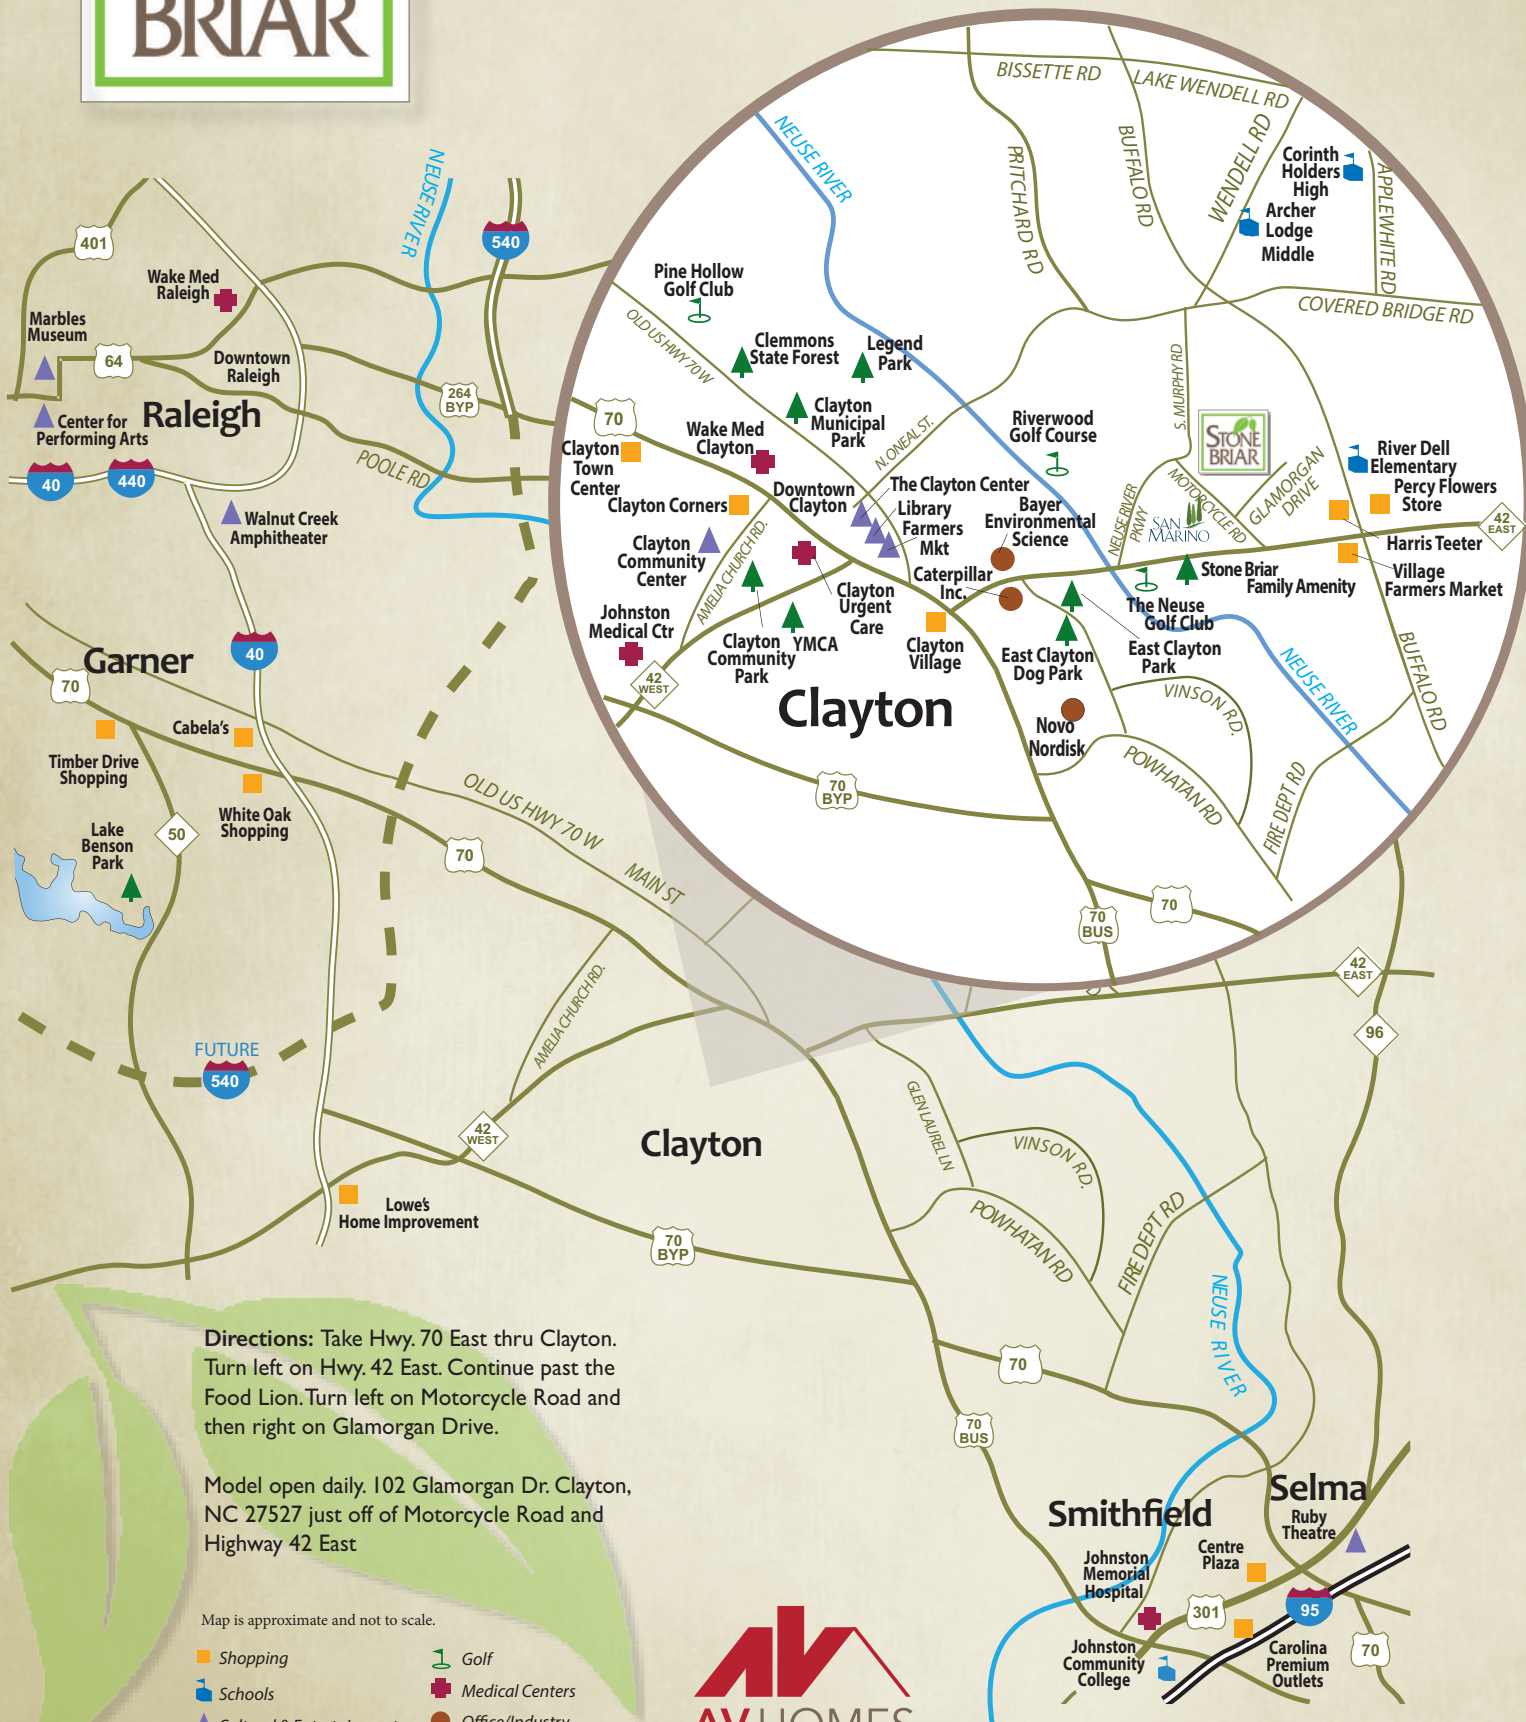 BRIAR
NEUSE RIVER
540
401
Wake Med
Raleigh
Marbles
Museum
64
Downtown
Raleigh
264
BYP
Center for
Performing Arts
Raleigh
POOLE RD
40
440
Walnut Creek
Amphitheater
Garner
40
70
Cabela's
Timber Drive
Shopping
White Oak
Shopping
Lake
Benson
Park
50
70
OLD US HWY 70 W
MAIN ST
AMELIA CHURCH RD.
FUTURE
540
42
WEST
Lowe's
Home Improvement
Clayton
70
BYP
BISSETTE RD
LAKE WENDELL RD
NEUSE RIVER
PRITCHARD RD
BUFFALO RD
WENDELL RD
Corinth
Holders
High
APPLEWHITE RD
Archer
Lodge
Middle
COVERED BRIDGE RD
Pine Hollow
Golf Club
OLD US HWY 70 W
Clemmons
State Forest
Legend
Park
S. MURPHY RD
70
Clayton
Municipal
Park
N. ONEAL ST.
Riverwood
Golf Course
STONE
BRIAR
Wake Med
Clayton
Clayton
Town
Center
River Dell
Elementary
Percy Flowers
Store
GLAMORGAN
DRIVE
MOTORCYCLE RD
Clayton Corners
Downtown
Clayton
The Clayton Center
Library
Farmers
Mkt
Bayer
Environmental
Science
NEUSE RIVER
PKWY
SAN
MARINO
42
EAST
Harris Teeter
Village
Farmers Market
Clayton
Community
Center
AMELIA CHURCH RD.
Clayton
Urgent
Care
Caterpillar
Inc.
Stone Briar
Family Amenity
The Neuse
Golf Club
Johnston
Medical Ctr
Clayton
Community
Park
YMCA
Clayton
Village
East Clayton
Dog Park
East Clayton
Park
42
WEST
Clayton
Novo
Nordisk
VINSON RD.
NEUSE RIVER
BUFFALO RD
POWHATAN RD
FIRE DEPT RD
70
BYP
70
BUS
70
42
EAST
96
GLEN LAUREL LN
VINSON RD.
POWHATAN RD
FIRE DEPT RD
NEUSE RIVER
70
70
BUS
Smithfield
Selma
Ruby
Theatre
Centre
Plaza
Johnston
Memorial
Hospital
301
95
Johnston
Community
College
Carolina
Premium
Outlets
70
Directions: Take Hwy. 70 East thru Clayton.
Turn left on Hwy. 42 East. Continue past the
Food Lion. Turn left on Motorcycle Road and
then right on Glamorgan Drive.
Model open daily. 102 Glamorgan Dr. Clayton,
NC 27527 just off of Motorcycle Road and
Highway 42 East
Map is approximate and not to scale.
Shopping
Golf
Schools
Medical Centers
Office/Industry
AV HOMES